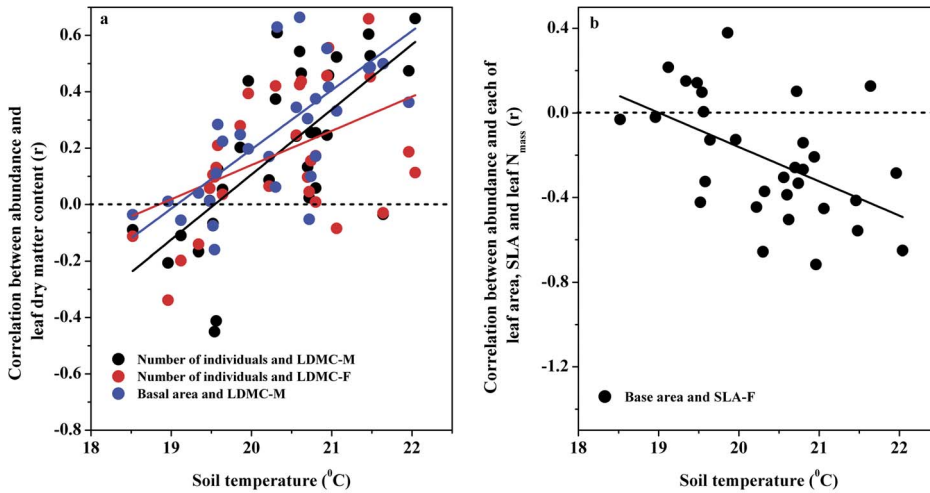 a
Correlation between abundance and
leaf dry matter content (r)
0.6
0.4
0.2
0.0
-0.2
-0.4
-0.6
-0.8
Number of individuals and LDMC-M
Number of individuals and LDMC-F
Basal area and LDMC-M
18 19 20 21 22
Soil temperature (⁰C)
b
Correlation between abundance and each of
leaf area, SLA and leaf Nmass (r)
0.4
0.0
-0.4
-0.8
-1.2
Base area and SLA-F
18 19 20 21 22
Soil temperature (⁰C)